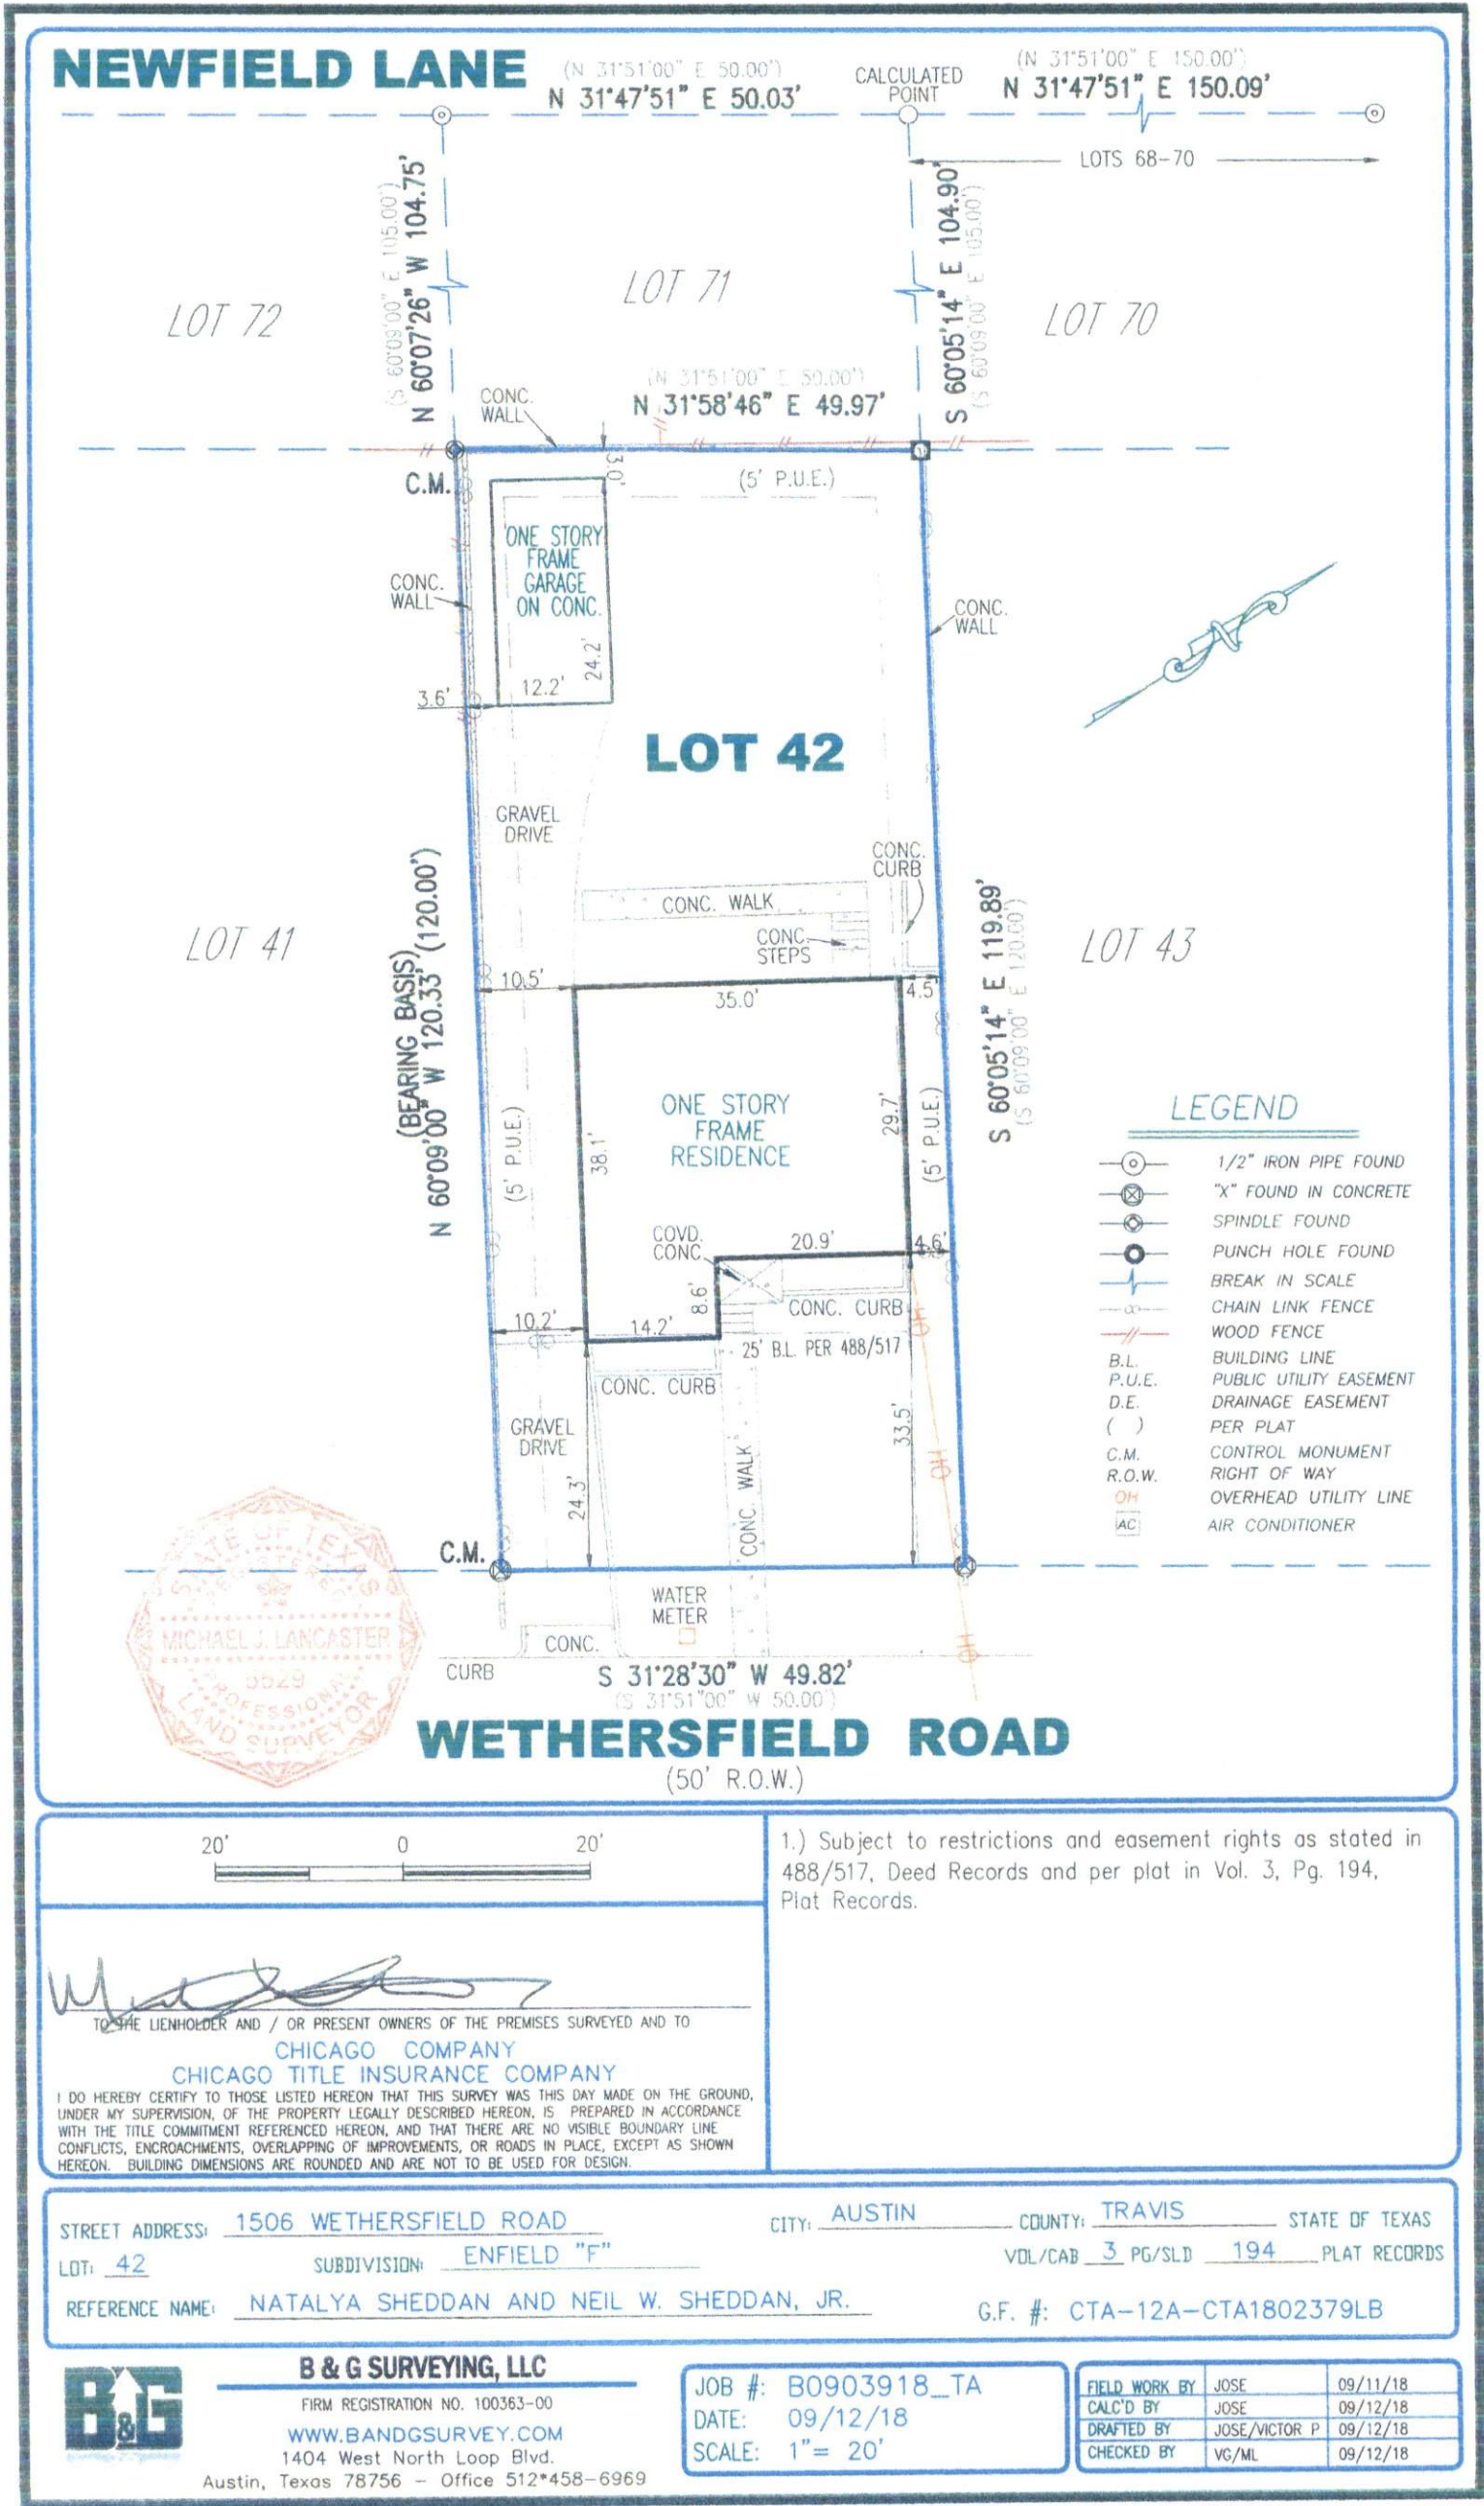 NEWFIELD LANE
(N 31°51'00" E 50.00')
N 31°47'51" E 50.03'
CALCULATED
POINT
(N 31°51'00" E 150.00')
N 31°47'51" E 150.09'
LOTS 68-70
(S 60°09'00" E 105.00')
N 60°07'26" W 104.75'
S 60°05'14" E 104.90'
(S 60°09'00" E 105.00')
LOT 72
LOT 71
LOT 70
(N 31°51'00" E 50.00')
N 31°58'46" E 49.97'
CONC.
WALL
C.M.
3.0'
(5' P.U.E.)
ONE STORY
FRAME
GARAGE
ON CONC.
CONC.
WALL
CONC.
WALL
24.2'
12.2'
3.6'
LOT 42
GRAVEL
DRIVE
CONC.
CURB
CONC. WALK
CONC.
STEPS
LOT 41
LOT 43
(BEARING BASIS)
N 60°09'00" W 120.33' (120.00')
S 60°05'14" E 119.89'
(S 60°09'00" E 120.00')
10.5'
35.0'
4.5'
ONE STORY
FRAME
RESIDENCE
29.7'
38.1'
(5' P.U.E.)
(5' P.U.E.)
COVD.
CONC.
20.9'
4.6'
8.6'
CONC. CURB
10.2'
14.2'
25' B.L. PER 488/517
CONC. CURB
GRAVEL
DRIVE
24.3'
CONC. WALK
33.5'
OH
OH
OH
C.M.
WATER
METER
CONC.
CURB
S 31°28'30" W 49.82'
(S 31°51"00" W 50.00')
WETHERSFIELD ROAD
(50' R.O.W.)
LEGEND
1/2" IRON PIPE FOUND
"X" FOUND IN CONCRETE
SPINDLE FOUND
PUNCH HOLE FOUND
BREAK IN SCALE
CHAIN LINK FENCE
WOOD FENCE
B.L. BUILDING LINE
P.U.E. PUBLIC UTILITY EASEMENT
D.E. DRAINAGE EASEMENT
( ) PER PLAT
C.M. CONTROL MONUMENT
R.O.W. RIGHT OF WAY
OH OVERHEAD UTILITY LINE
AC AIR CONDITIONER
STATE OF TEXAS
MICHAEL J. LANCASTER
5529
PROFESSIONAL
LAND SURVEYOR
20' 0 20'
1.) Subject to restrictions and easement rights as stated in
488/517, Deed Records and per plat in Vol. 3, Pg. 194,
Plat Records.
TO THE LIENHOLDER AND / OR PRESENT OWNERS OF THE PREMISES SURVEYED AND TO
CHICAGO COMPANY
CHICAGO TITLE INSURANCE COMPANY
I DO HEREBY CERTIFY TO THOSE LISTED HEREON THAT THIS SURVEY WAS THIS DAY MADE ON THE GROUND,
UNDER MY SUPERVISION, OF THE PROPERTY LEGALLY DESCRIBED HEREON, IS PREPARED IN ACCORDANCE
WITH THE TITLE COMMITMENT REFERENCED HEREON, AND THAT THERE ARE NO VISIBLE BOUNDARY LINE
CONFLICTS, ENCROACHMENTS, OVERLAPPING OF IMPROVEMENTS, OR ROADS IN PLACE, EXCEPT AS SHOWN
HEREON. BUILDING DIMENSIONS ARE ROUNDED AND ARE NOT TO BE USED FOR DESIGN.
STREET ADDRESS: 1506 WETHERSFIELD ROAD CITY: AUSTIN COUNTY: TRAVIS STATE OF TEXAS
LOT: 42 SUBDIVISION: ENFIELD "F" VOL/CAB 3 PG/SLD 194 PLAT RECORDS
REFERENCE NAME: NATALYA SHEDDAN AND NEIL W. SHEDDAN, JR. G.F. #: CTA-12A-CTA1802379LB
B&G
B & G SURVEYING, LLC
FIRM REGISTRATION NO. 100363-00
WWW.BANDGSURVEY.COM
1404 West North Loop Blvd.
Austin, Texas 78756 - Office 512*458-6969
JOB #: B0903918_TA
DATE: 09/12/18
SCALE: 1"= 20'
FIELD WORK BY JOSE 09/11/18
CALC'D BY JOSE 09/12/18
DRAFTED BY JOSE/VICTOR P 09/12/18
CHECKED BY VG/ML 09/12/18